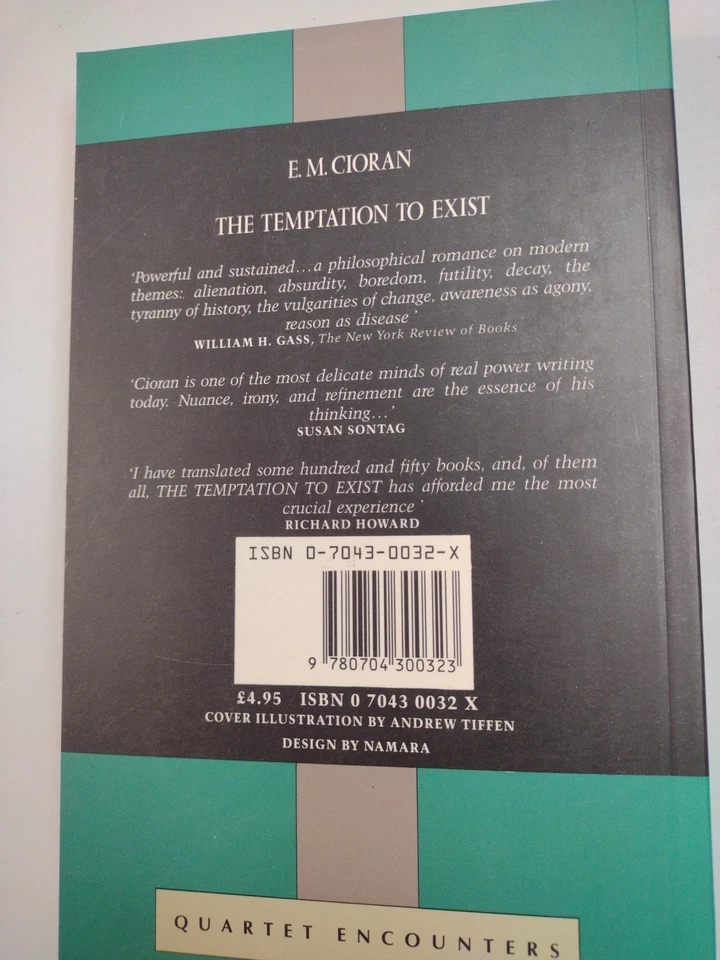 E. M. CIORAN
THE TEMPTATION TO EXIST
‘Powerful and sustained...a philosophical romance on modern
themes: alienation, absurdity, boredom, futility, decay, the
tyranny of history, the vulgarities of change, awareness as agony,
reason as disease’
WILLIAM H. GASS, The New York Review of Books
‘Cioran is one of the most delicate minds of real power writing
today. Nuance, irony, and refinement are the essence of his
thinking...’
SUSAN SONTAG
‘I have translated some hundred and fifty books, and, of them
all, THE TEMPTATION TO EXIST has afforded me the most
crucial experience’
RICHARD HOWARD
ISBN 0-7043-0032-X
9 780704 300323
£4.95 ISBN 0 7043 0032 X
COVER ILLUSTRATION BY ANDREW TIFFEN
DESIGN BY NAMARA
QUARTET ENCOUNTERS